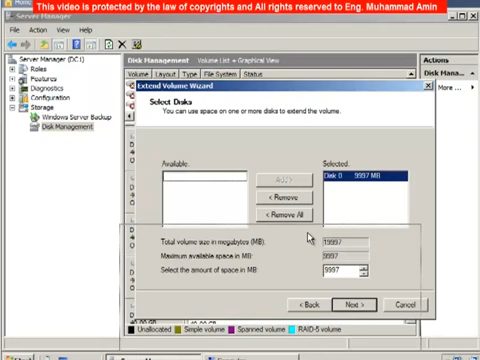 Home
This video is protected by the law of copyrights and All rights reserved to Eng. Muhammad Amin
Server Manager
File Action View Help
Server Manager (DC1)
Roles
Features
Diagnostics
Configuration
Storage
Windows Server Backup
Disk Management
Disk Management Volume List + Graphical View
Volume Layout Type File System Status
Actions
Disk Mana...
More ...
Extend Volume Wizard
Select Disks
You can use space on one or more disks to extend the volume.
Available:
Selected:
Disk 0 9997 MB
Add >
< Remove
< Remove All
Total volume size in megabytes (MB):
19997
Maximum available space in MB:
9997
Select the amount of space in MB:
9997
< Back
Next >
Cancel
Unallocated Simple volume Spanned volume RAID-5 volume